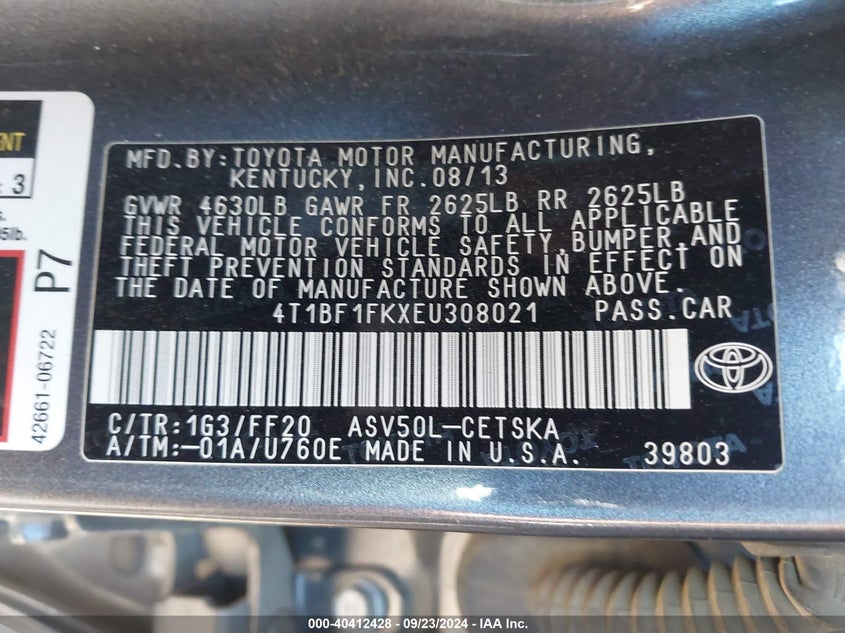 ENT
: 3
s.
5lb.
P7
42661-06722
MFD.BY:TOYOTA MOTOR MANUFACTURING,
KENTUCKY,INC.08/13
GVWR 4630LB GAWR FR 2625LB RR 2625LB
THIS VEHICLE CONFORMS TO ALL APPLICABLE
FEDERAL MOTOR VEHICLE SAFETY,BUMPER,AND
THEFT PREVENTION STANDARDS IN EFFECT ON
THE DATE OF MANUFACTURE SHOWN ABOVE.
4T1BF1FKXEU308021 PASS.CAR
C/TR:1G3/FF20 ASV50L-CETSKA
A/TM:-01A/U760E MADE IN U.S.A. 39803
000-40412428 - 09/23/2024 - IAA Inc.